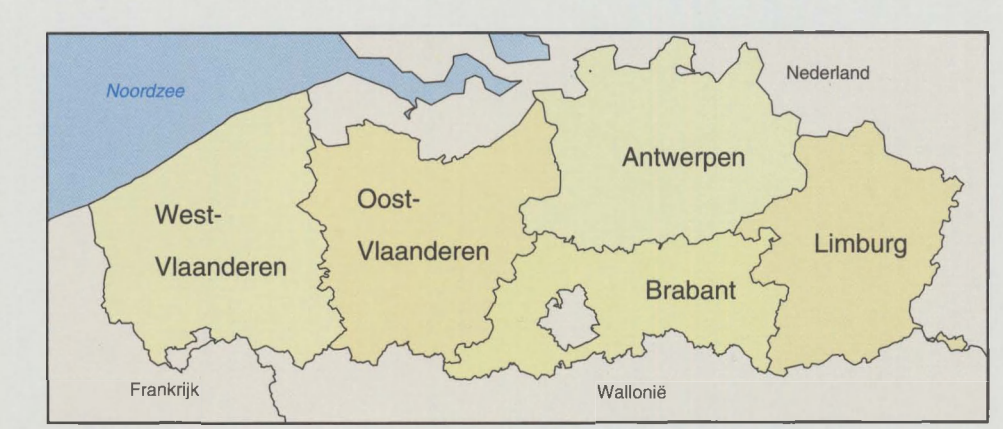 Noordzee
Nederland
Antwerpen
West-
Vlaanderen
Oost-
Vlaanderen
Limburg
Brabant
Frankrijk
Wallonië